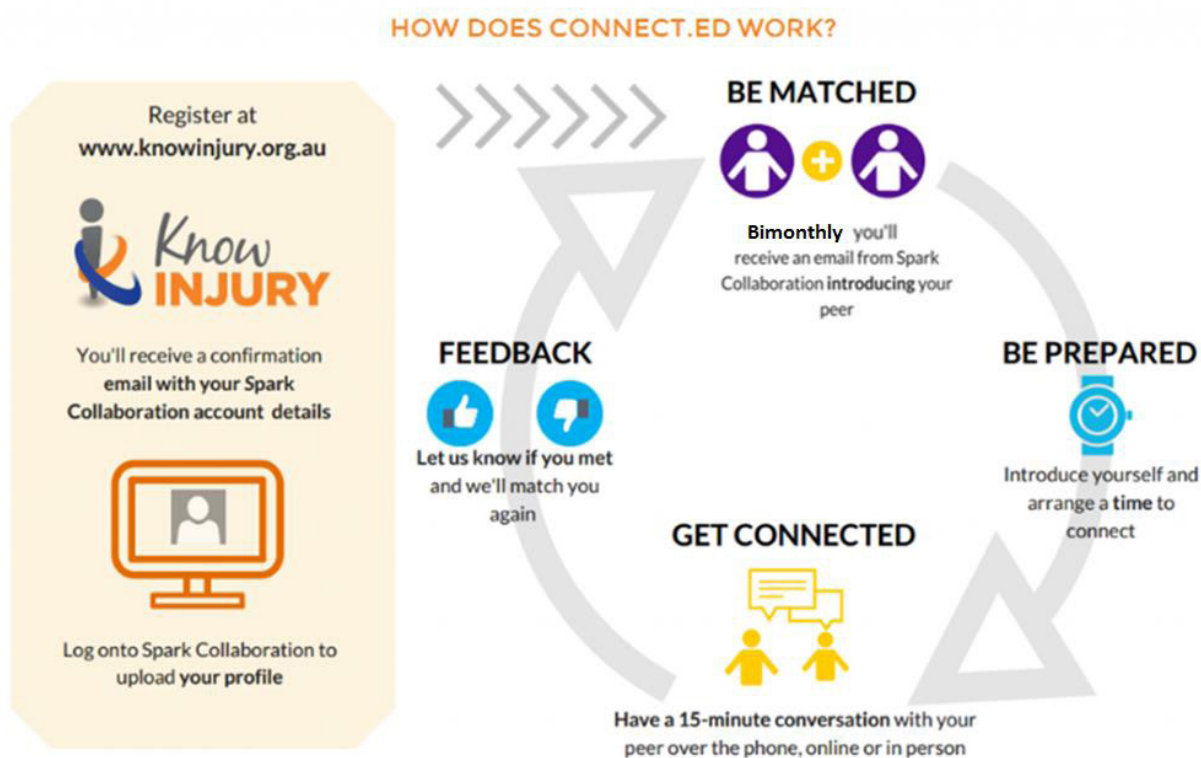 HOW DOES CONNECT.ED WORK?
Register at
www.knowinjury.org.au
Know
INJURY
You'll receive a confirmation
email with your Spark
Collaboration account details
Log onto Spark Collaboration to
upload your profile
BE MATCHED
Bimonthly you'll
receive an email from Spark
Collaboration introducing your
peer
BE PREPARED
Introduce yourself and
arrange a time to
connect
GET CONNECTED
Have a 15-minute conversation with your
peer over the phone, online or in person
FEEDBACK
Let us know if you met
and we'll match you
again